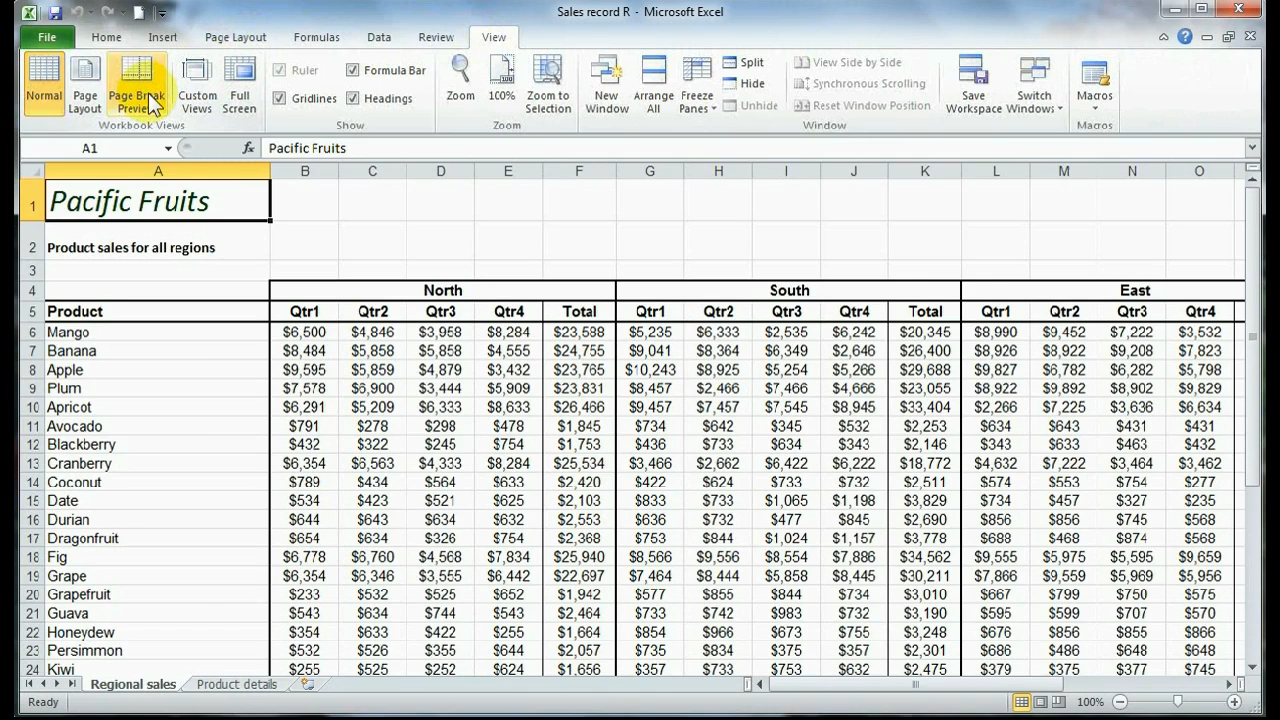 Sales record R - Microsoft Excel
File Home Insert Page Layout Formulas Data Review View
Normal Page Layout Page Break Preview Custom Views Full Screen
Workbook Views
Ruler Formula Bar
Gridlines Headings
Show
Zoom 100% Zoom to Selection
Zoom
New Window Arrange All Freeze Panes
Split
Hide
Unhide
View Side by Side
Synchronous Scrolling
Reset Window Position
Save Workspace Switch Windows
Window
Macros
Macros
A1 fx Pacific Fruits
A B C D E F G H I J K L M N O
1 Pacific Fruits
2 Product sales for all regions
3
4 North South East
5 Product Qtr1 Qtr2 Qtr3 Qtr4 Total Qtr1 Qtr2 Qtr3 Qtr4 Total Qtr1 Qtr2 Qtr3 Qtr4
6 Mango $6,500 $4,846 $3,958 $8,284 $23,588 $5,235 $6,333 $2,535 $6,242 $20,345 $8,990 $9,452 $7,222 $3,532
7 Banana $8,484 $5,858 $5,858 $4,555 $24,755 $9,041 $8,364 $6,349 $2,646 $26,400 $8,926 $8,922 $9,208 $7,823
8 Apple $9,595 $5,859 $4,879 $3,432 $23,765 $10,243 $8,925 $5,254 $5,266 $29,688 $9,827 $6,782 $6,282 $5,798
9 Plum $7,578 $6,900 $3,444 $5,909 $23,831 $8,457 $2,466 $7,466 $4,666 $23,055 $8,922 $9,892 $8,902 $9,829
10 Apricot $6,291 $5,209 $6,333 $8,633 $26,466 $9,457 $7,457 $7,545 $8,945 $33,404 $2,266 $7,225 $3,636 $6,634
11 Avocado $791 $278 $298 $478 $1,845 $734 $642 $345 $532 $2,253 $634 $643 $431 $431
12 Blackberry $432 $322 $245 $754 $1,753 $436 $733 $634 $343 $2,146 $343 $633 $463 $432
13 Cranberry $6,354 $6,563 $4,333 $8,284 $25,534 $3,466 $2,662 $6,422 $6,222 $18,772 $4,632 $7,222 $3,464 $3,462
14 Coconut $789 $434 $564 $633 $2,420 $422 $624 $733 $732 $2,511 $574 $553 $754 $277
15 Date $534 $423 $521 $625 $2,103 $833 $733 $1,065 $1,198 $3,829 $734 $457 $327 $235
16 Durian $644 $643 $634 $632 $2,553 $636 $732 $477 $845 $2,690 $856 $856 $745 $568
17 Dragonfruit $654 $634 $326 $754 $2,368 $753 $844 $1,024 $1,157 $3,778 $688 $468 $874 $568
18 Fig $6,778 $6,760 $4,568 $7,834 $25,940 $8,566 $9,556 $8,554 $7,886 $34,562 $9,555 $5,975 $5,595 $9,659
19 Grape $6,354 $6,346 $3,555 $6,442 $22,697 $7,464 $8,444 $5,858 $8,445 $30,211 $7,866 $9,559 $5,969 $5,956
20 Grapefruit $233 $532 $525 $652 $1,942 $577 $855 $844 $734 $3,010 $667 $799 $750 $575
21 Guava $543 $634 $744 $543 $2,464 $733 $742 $983 $732 $3,190 $595 $599 $707 $570
22 Honeydew $354 $633 $422 $255 $1,664 $854 $966 $673 $755 $3,248 $676 $856 $855 $866
23 Persimmon $532 $526 $355 $644 $2,057 $735 $834 $375 $357 $2,301 $686 $486 $648 $648
24 Kiwi $255 $525 $252 $624 $1,656 $357 $733 $753 $632 $2,475 $379 $375 $377 $745
Regional sales Product details
Ready 100%